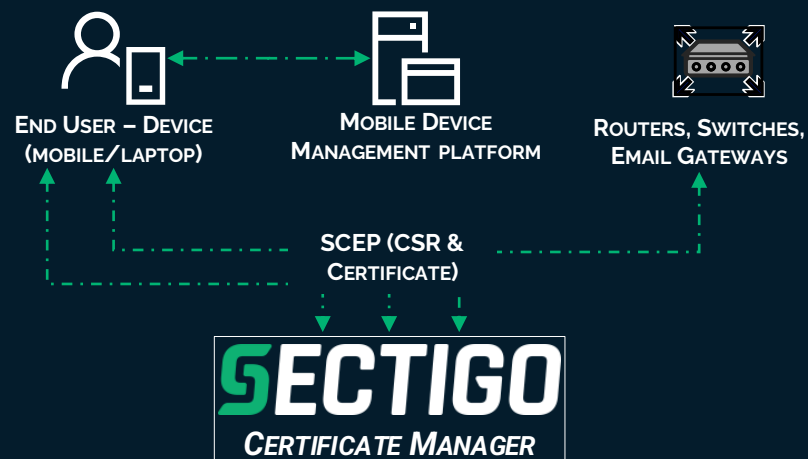 END USER – DEVICE
(MOBILE/LAPTOP)
MOBILE DEVICE
MANAGEMENT PLATFORM
ROUTERS, SWITCHES,
EMAIL GATEWAYS
SCEP (CSR &
CERTIFICATE)
SECTIGO
CERTIFICATE MANAGER